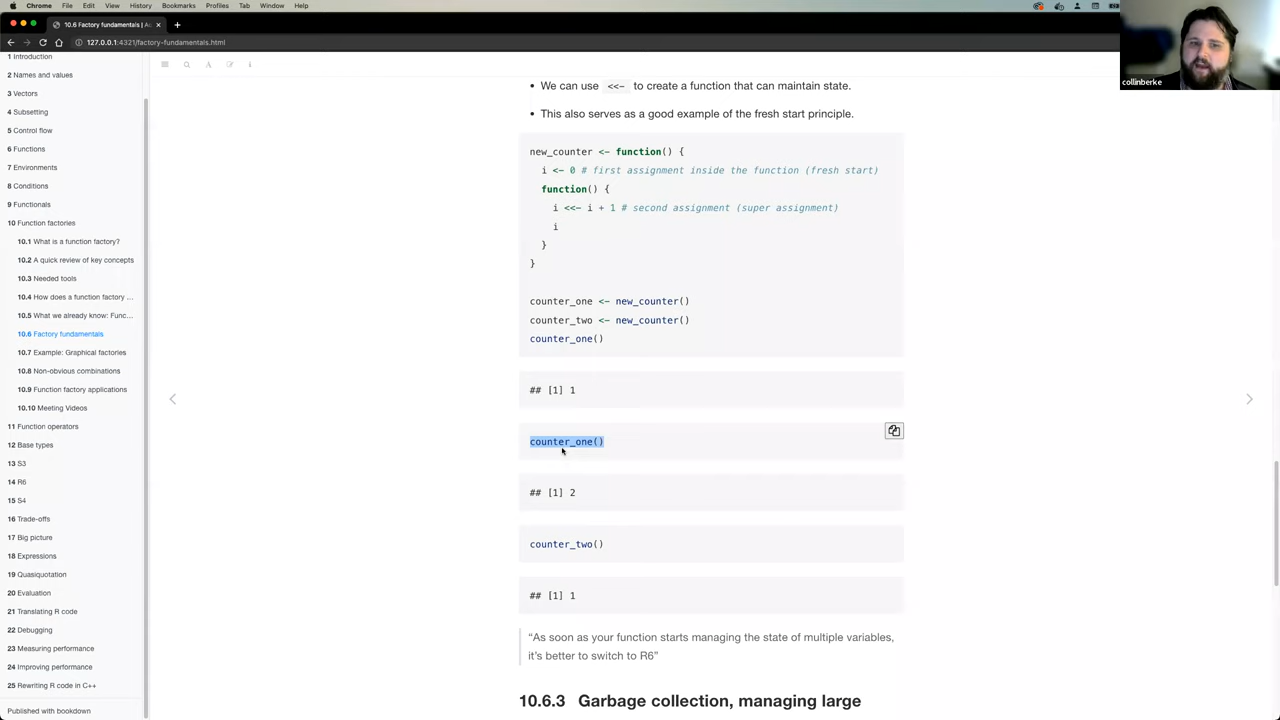 Chrome File Edit View History Bookmarks Profiles Tab Window Help
10.6 Factory fundamentals | A
127.0.0.1:4321/factory-fundamentals.html
collinberke
1 Introduction
2 Names and values
3 Vectors
4 Subsetting
5 Control flow
6 Functions
7 Environments
8 Conditions
9 Functionals
10 Function factories
10.1 What is a function factory?
10.2 A quick review of key concepts
10.3 Needed tools
10.4 How does a function factory ...
10.5 What we already know: Func...
10.6 Factory fundamentals
10.7 Example: Graphical factories
10.8 Non-obvious combinations
10.9 Function factory applications
10.10 Meeting Videos
11 Function operators
12 Base types
13 S3
14 R6
15 S4
16 Trade-offs
17 Big picture
18 Expressions
19 Quasiquotation
20 Evaluation
21 Translating R code
22 Debugging
23 Measuring performance
24 Improving performance
25 Rewriting R code in C++
Published with bookdown
• We can use <<- to create a function that can maintain state.
• This also serves as a good example of the fresh start principle.
new_counter <- function() {
i <- 0 # first assignment inside the function (fresh start)
function() {
i <<- i + 1 # second assignment (super assignment)
i
}
}
counter_one <- new_counter()
counter_two <- new_counter()
counter_one()
## [1] 1
counter_one()
## [1] 2
counter_two()
## [1] 1
“As soon as your function starts managing the state of multiple variables,
it’s better to switch to R6”
10.6.3 Garbage collection, managing large